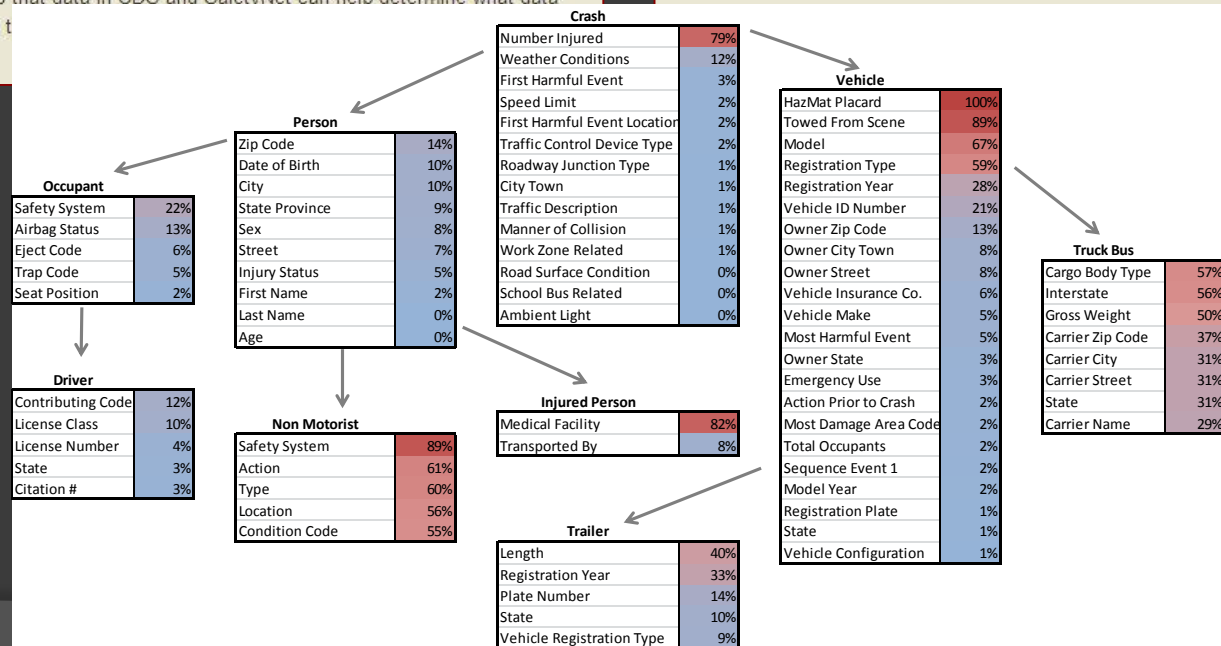 that data in CDC and SafetyNet can help determine what data
t
Crash
Number Injured 79%
Weather Conditions 12%
First Harmful Event 3%
Speed Limit 2%
First Harmful Event Location 2%
Traffic Control Device Type 2%
Roadway Junction Type 1%
City Town 1%
Traffic Description 1%
Manner of Collision 1%
Work Zone Related 1%
Road Surface Condition 0%
School Bus Related 0%
Ambient Light 0%
Person
Zip Code 14%
Date of Birth 10%
City 10%
State Province 9%
Sex 8%
Street 7%
Injury Status 5%
First Name 2%
Last Name 0%
Age 0%
Occupant
Safety System 22%
Airbag Status 13%
Eject Code 6%
Trap Code 5%
Seat Position 2%
Driver
Contributing Code 12%
License Class 10%
License Number 4%
State 3%
Citation # 3%
Non Motorist
Safety System 89%
Action 61%
Type 60%
Location 56%
Condition Code 55%
Injured Person
Medical Facility 82%
Transported By 8%
Vehicle
HazMat Placard 100%
Towed From Scene 89%
Model 67%
Registration Type 59%
Registration Year 28%
Vehicle ID Number 21%
Owner Zip Code 13%
Owner City Town 8%
Owner Street 8%
Vehicle Insurance Co. 6%
Vehicle Make 5%
Most Harmful Event 5%
Owner State 3%
Emergency Use 3%
Action Prior to Crash 2%
Most Damage Area Code 2%
Total Occupants 2%
Sequence Event 1 2%
Model Year 2%
Registration Plate 1%
State 1%
Vehicle Configuration 1%
Truck Bus
Cargo Body Type 57%
Interstate 56%
Gross Weight 50%
Carrier Zip Code 37%
Carrier City 31%
Carrier Street 31%
State 31%
Carrier Name 29%
Trailer
Length 40%
Registration Year 33%
Plate Number 14%
State 10%
Vehicle Registration Type 9%